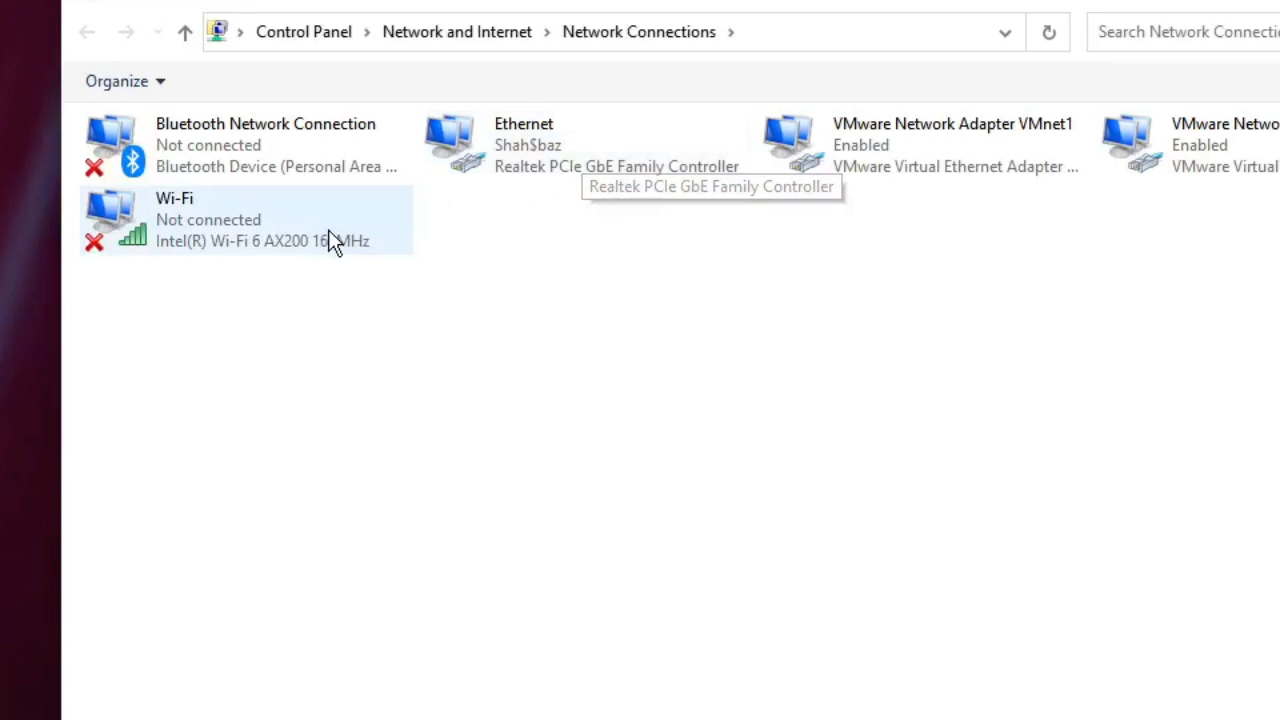 Control Panel > Network and Internet > Network Connections >
Search Network Connecti
Organize
Bluetooth Network Connection
Not connected
Bluetooth Device (Personal Area ...
Ethernet
Shah$baz
Realtek PCIe GbE Family Controller
Realtek PCIe GbE Family Controller
VMware Network Adapter VMnet1
Enabled
VMware Virtual Ethernet Adapter ...
VMware Netwo
Enabled
VMware Virtual
Wi-Fi
Not connected
Intel(R) Wi-Fi 6 AX200 16 MHz